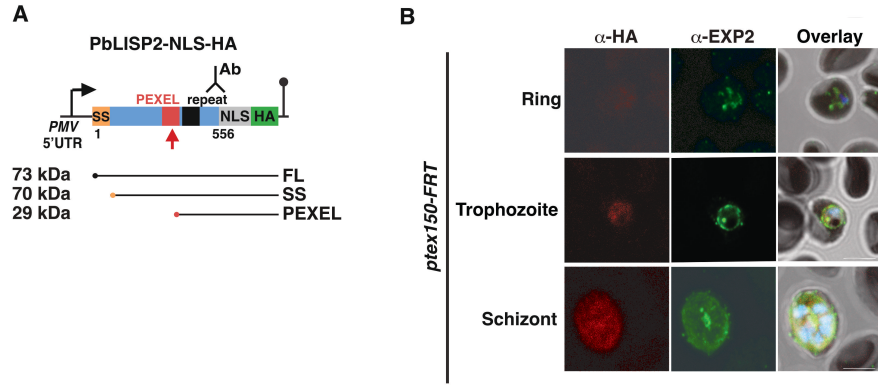 A
PbLISP2-NLS-HA
Ab
PEXEL
repeat
SS
NLS
HA
PMV
5'UTR
1
556
73 kDa
FL
70 kDa
SS
29 kDa
PEXEL
B
α-HA
α-EXP2
Overlay
ptex150-FRT
Ring
Trophozoite
Schizont